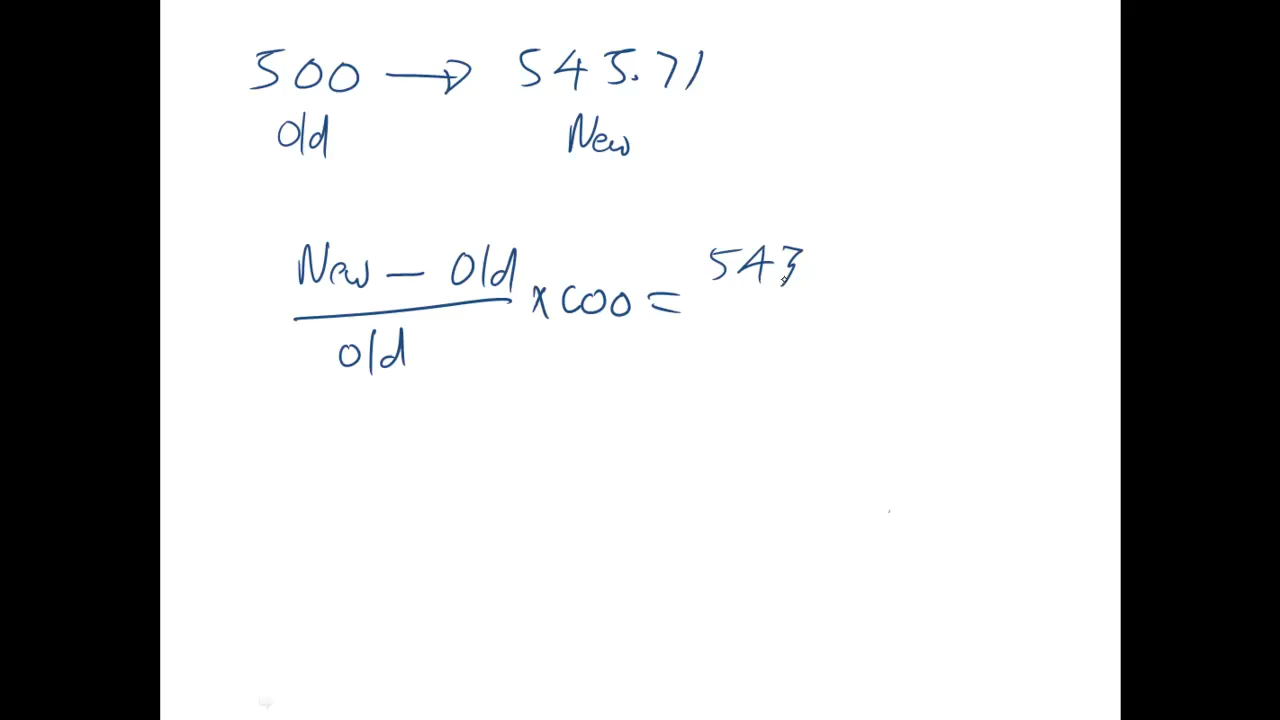 500 → 545.71
Old New
New - Old
old
x 100 =
543